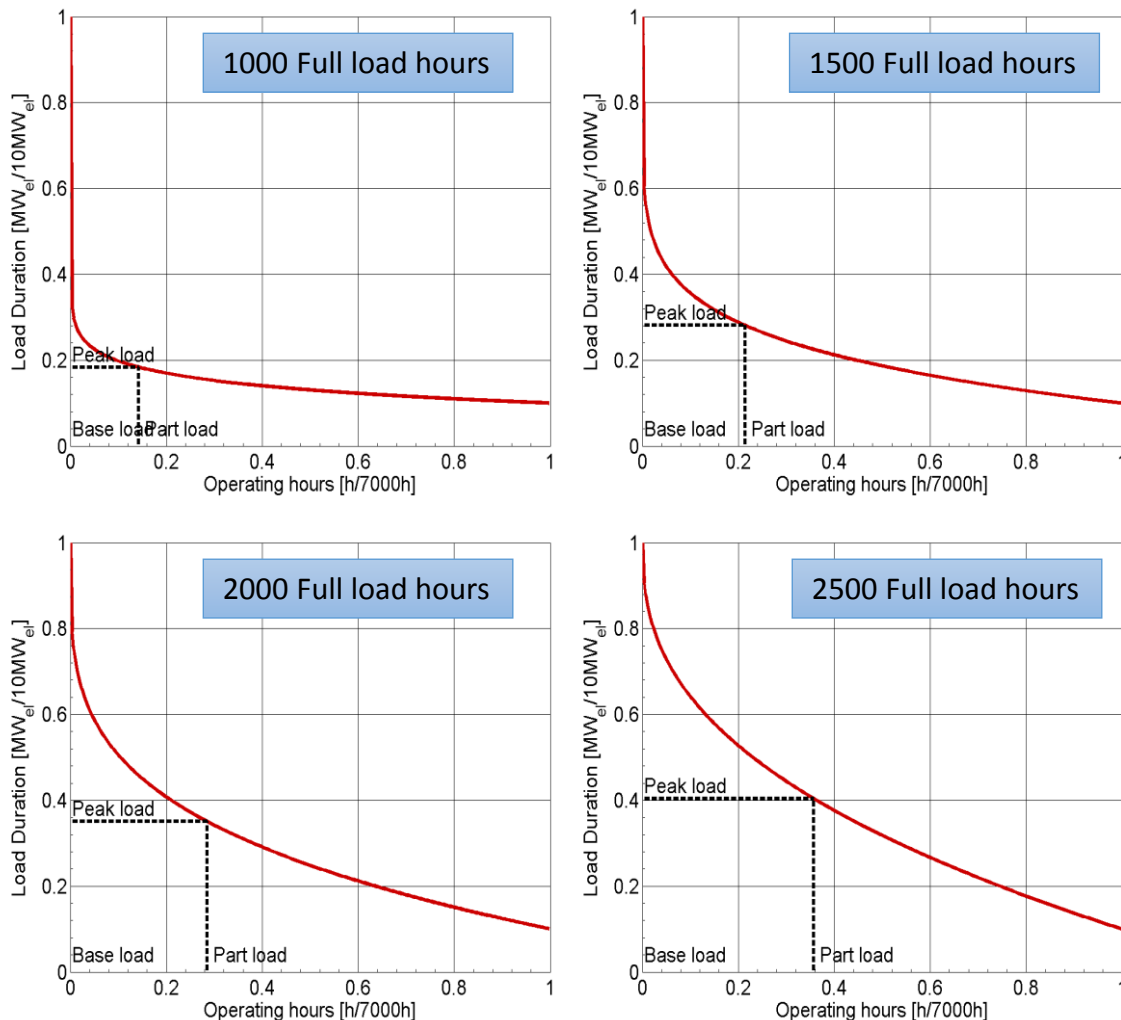 1000 Full load hours
Load Duration [MWel/10MWel]
1
0.8
0.6
0.4
0.2
0
Peak load
Base load
Part load
0 0.2 0.4 0.6 0.8 1
Operating hours [h/7000h]
1500 Full load hours
Load Duration [MWel/10MWel]
1
0.8
0.6
0.4
0.2
0
Peak load
Base load
Part load
0 0.2 0.4 0.6 0.8 1
Operating hours [h/7000h]
2000 Full load hours
Load Duration [MWel/10MWel]
1
0.8
0.6
0.4
0.2
0
Peak load
Base load
Part load
0 0.2 0.4 0.6 0.8 1
Operating hours [h/7000h]
2500 Full load hours
Load Duration [MWel/10MWel]
1
0.8
0.6
0.4
0.2
0
Peak load
Base load
Part load
0 0.2 0.4 0.6 0.8 1
Operating hours [h/7000h]